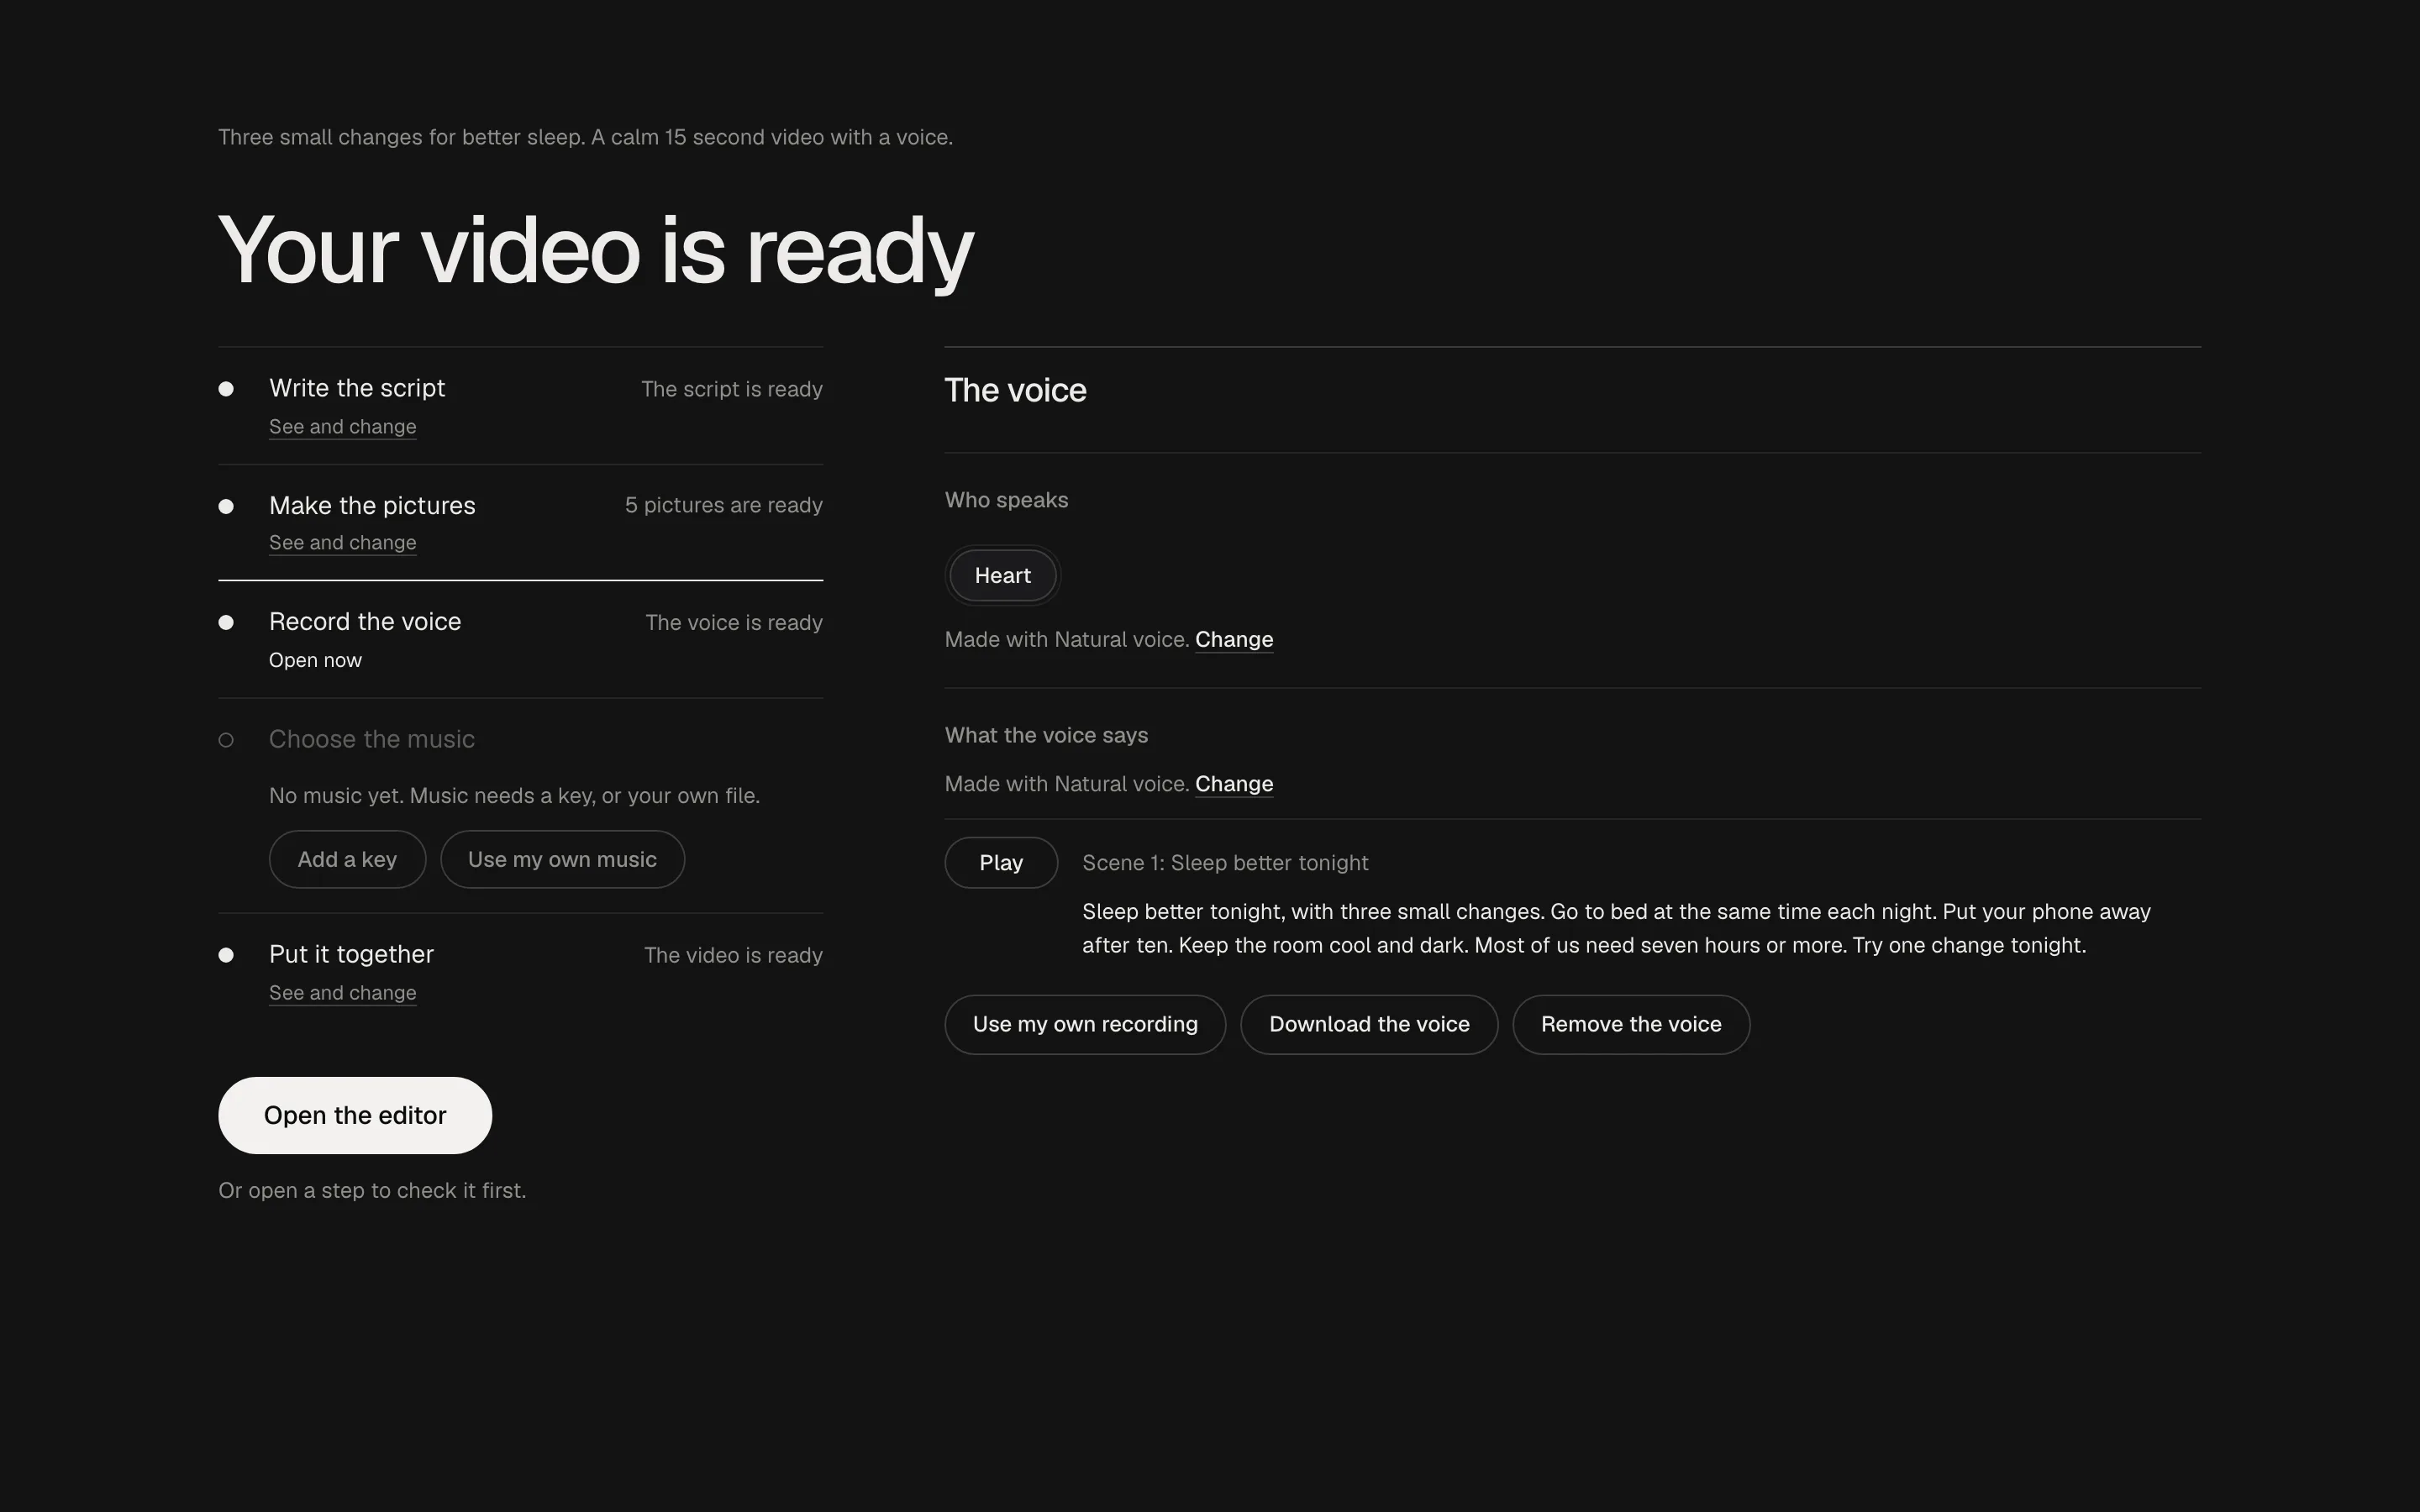 Three small changes for better sleep. A calm 15 second video with a voice.
Your video is ready
Write the script
The script is ready
See and change
Make the pictures
5 pictures are ready
See and change
Record the voice
The voice is ready
Open now
Choose the music
No music yet. Music needs a key, or your own file.
Add a key
Use my own music
Put it together
The video is ready
See and change
Open the editor
Or open a step to check it first.
The voice
Who speaks
Heart
Made with Natural voice. Change
What the voice says
Made with Natural voice. Change
Play
Scene 1: Sleep better tonight
Sleep better tonight, with three small changes. Go to bed at the same time each night. Put your phone away
after ten. Keep the room cool and dark. Most of us need seven hours or more. Try one change tonight.
Use my own recording
Download the voice
Remove the voice